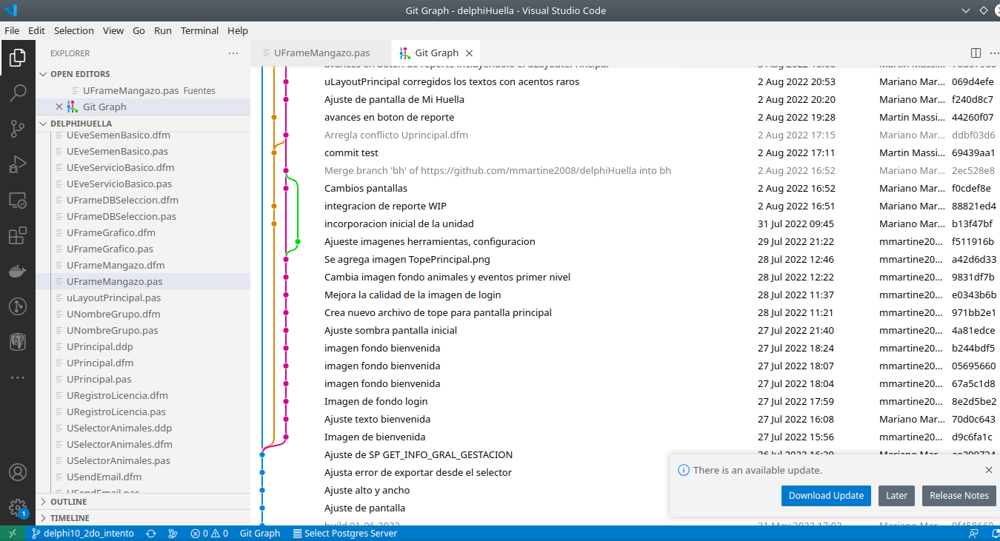 Git Graph - delphiHuella - Visual Studio Code
File Edit Selection View Go Run Terminal Help
EXPLORER
UFrameMangazo.pas
Git Graph
OPEN EDITORS
UFrameMangazo.pas Fuentes
Git Graph
DELPHIHUELLA
UEveSemenBasico.dfm
UEveSemenBasico.pas
UEveServicioBasico.dfm
UEveServicioBasico.pas
UFrameDBSeleccion.dfm
UFrameDBSeleccion.pas
UFrameGrafico.dfm
UFrameGrafico.pas
UFrameMangazo.dfm
UFrameMangazo.pas
uLayoutPrincipal.pas
UNombreGrupo.dfm
UNombreGrupo.pas
UPrincipal.ddp
UPrincipal.dfm
UPrincipal.pas
URegistroLicencia.dfm
URegistroLicencia.pas
USelectorAnimales.ddp
USelectorAnimales.dfm
USelectorAnimales.pas
USendEmail.dfm
USendEmail.pas
OUTLINE
TIMELINE
avances en boton de reporte incluyendolo el uLayoutPrincipal
uLayoutPrincipal corregidos los textos con acentos raros 2 Aug 2022 20:53 Mariano Mar... 069d4efe
Ajuste de pantalla de Mi Huella 2 Aug 2022 20:20 Mariano Mar... f240d8c7
avances en boton de reporte 2 Aug 2022 19:28 Martin Massi... 44260f07
Arregla conflicto Uprincipal.dfm 2 Aug 2022 17:15 Mariano Mar... ddbf03d6
commit test 2 Aug 2022 17:11 Martin Massi... 69439aa1
Merge branch 'bh' of https://github.com/mmartine2008/delphiHuella into bh 2 Aug 2022 16:52 Mariano Mar... 2ec528e8
Cambios pantallas 2 Aug 2022 16:52 Mariano Mar... f0cdef8e
integracion de reporte WIP 2 Aug 2022 16:51 Mariano Mar... 88821ed4
incorporacion inicial de la unidad 31 Jul 2022 09:45 Mariano Mar... b13f47bf
Ajueste imagenes herramientas, configuracion 29 Jul 2022 21:22 mmartine20... f511916b
Se agrega imagen TopePrincipal.png 28 Jul 2022 12:46 mmartine20... a42d6d33
Cambia imagen fondo animales y eventos primer nivel 28 Jul 2022 12:22 mmartine20... 9831df7b
Mejora la calidad de la imagen de login 28 Jul 2022 11:37 mmartine20... e0343b6b
Crea nuevo archivo de tope para pantalla principal 28 Jul 2022 11:21 mmartine20... 971bb2e1
Ajuste sombra pantalla inicial 27 Jul 2022 21:40 mmartine20... 4a81edce
imagen fondo bienvenida 27 Jul 2022 18:24 mmartine20... b244bdf5
imagen fondo bienvenida 27 Jul 2022 18:07 mmartine20... 05695660
imagen fondo bienvenida 27 Jul 2022 18:04 mmartine20... 67a5c1d8
Imagen de fondo login 27 Jul 2022 17:59 mmartine20... 8e2d5be2
Ajuste texto bienvenida 27 Jul 2022 16:08 Mariano Mar... 70d0c643
Imagen de bienvenida 27 Jul 2022 15:56 mmartine20... d9c6fa1c
Ajuste de SP GET_INFO_GRAL_GESTACION 26 Jul 2022 16:39
Ajusta error de exportar desde el selector
Ajuste alto y ancho
Ajuste de pantalla
build 01-06-2022 31 May 2022 17:02
There is an available update.
Download Update
Later
Release Notes
1
delphi10_2do_intento 0 0 Git Graph Select Postgres Server